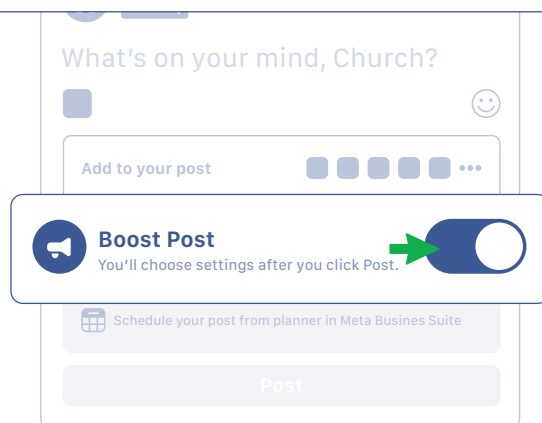 What's on your mind, Church?
Add to your post
Boost Post
You'll choose settings after you click Post.
Schedule your post from planner in Meta Busines Suite
Post